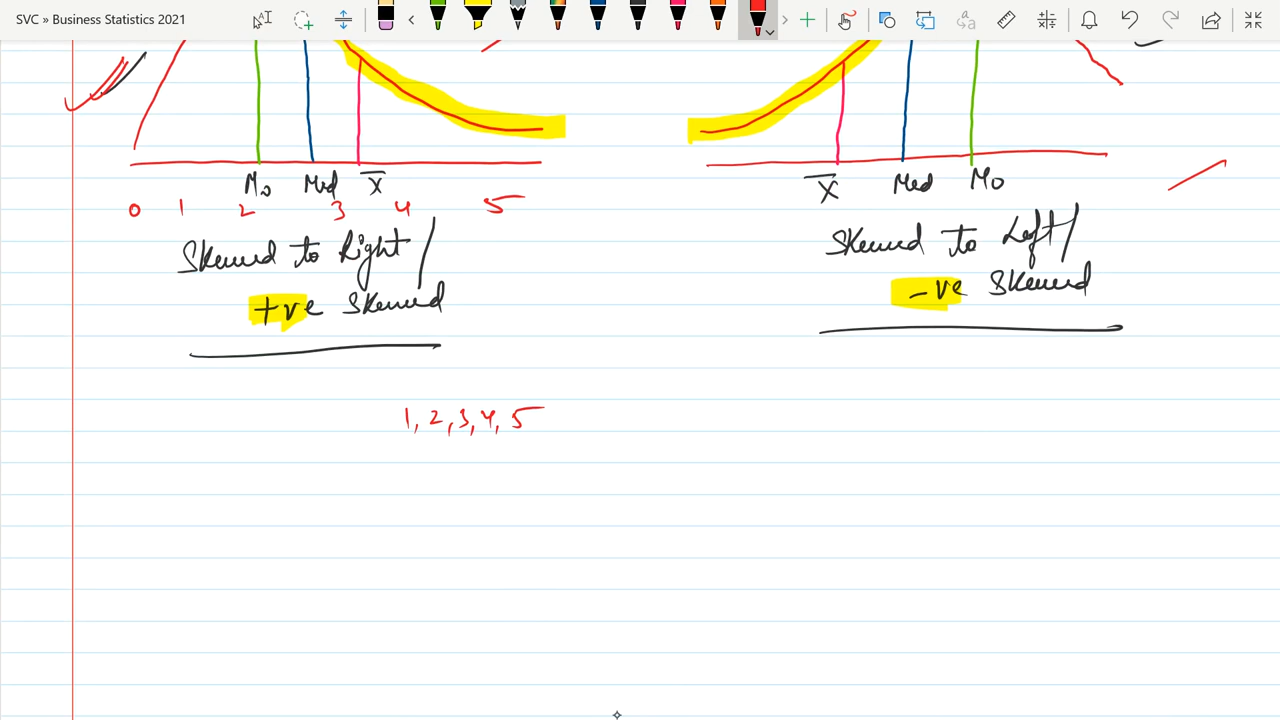 SVC » Business Statistics 2021
Mo Med X̅
0 1 2 3 4 5
Skewed to Right /
+ve Skewed
X̅ Med Mo
Skewed to Left/
-ve Skewed
1, 2, 3, 4, 5